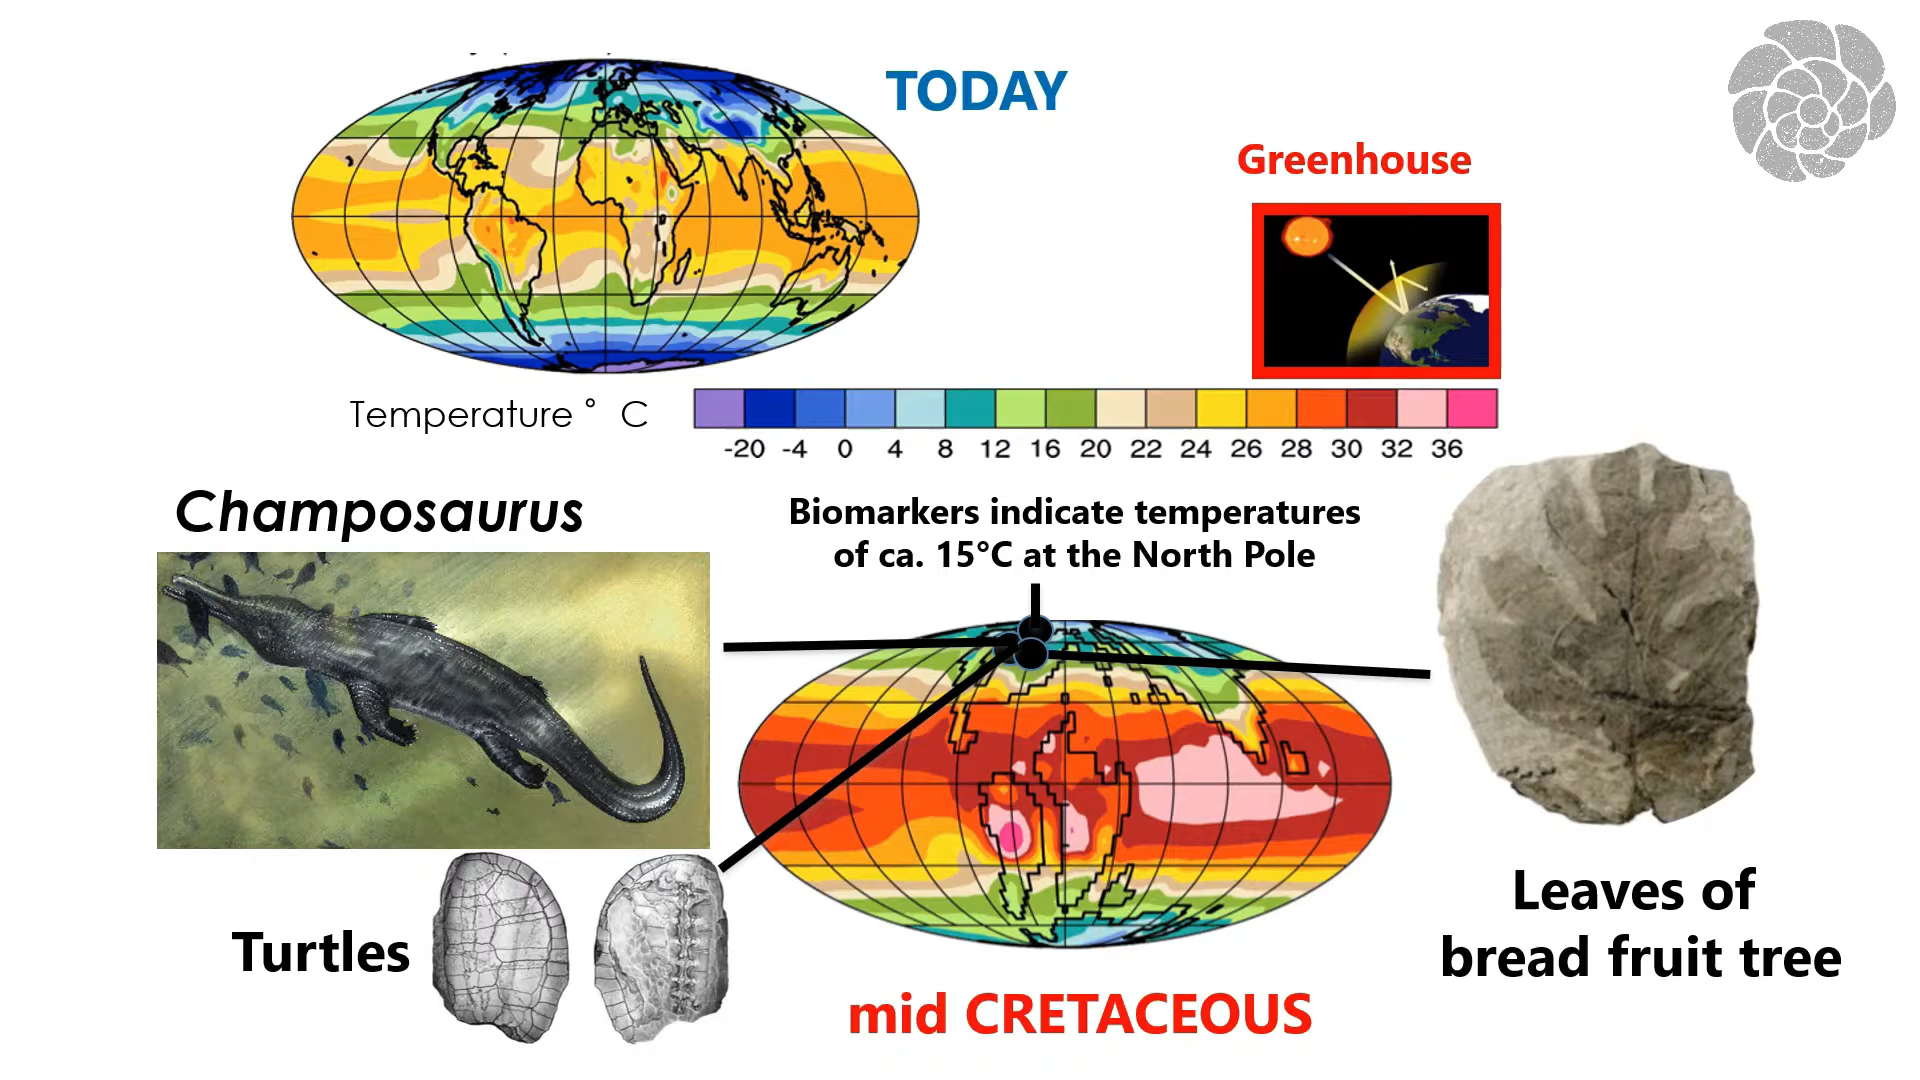 TODAY
Greenhouse
Temperature ° C
-20 -4 0 4 8 12 16 20 22 24 26 28 30 32 36
Champosaurus
Biomarkers indicate temperatures
of ca. 15°C at the North Pole
Turtles
Leaves of
bread fruit tree
mid CRETACEOUS